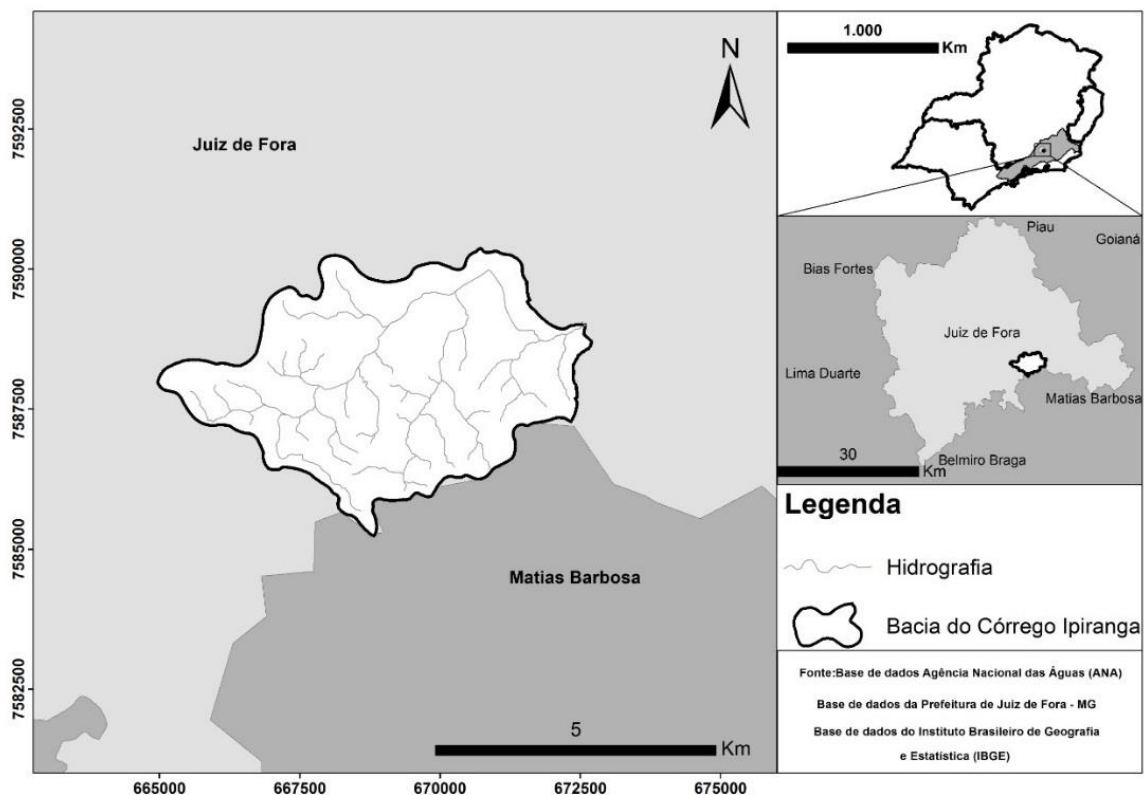 N
Juiz de Fora
Matias Barbosa
5
Km
7592500
7590000
7587500
7585000
7582500
665000
667500
670000
672500
675000
1.000
Km
Piau
Goianá
Bias Fortes
Juiz de Fora
Lima Duarte
Matias Barbosa
30
Km
Belmiro Braga
Legenda
Hidrografia
Bacia do Córrego Ipiranga
Fonte:Base de dados Agência Nacional das Águas (ANA)
Base de dados da Prefeitura de Juiz de Fora - MG
Base de dados do Instituto Brasileiro de Geografia
e Estatística (IBGE)